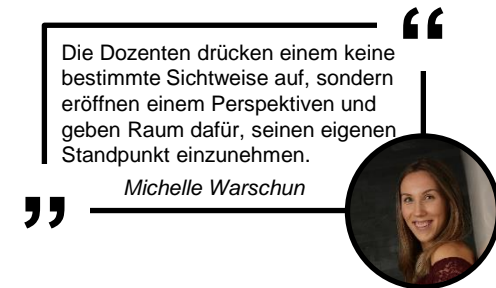 Die Dozenten drücken einem keine
bestimmte Sichtweise auf, sondern
eröffnen einem Perspektiven und
geben Raum dafür, seinen eigenen
Standpunkt einzunehmen.
Michelle Warschun